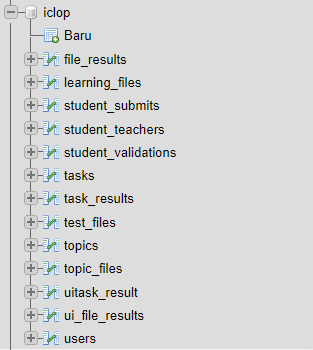 iclop
Baru
file_results
learning_files
student_submits
student_teachers
student_validations
tasks
task_results
test_files
topics
topic_files
uitask_result
ui_file_results
users